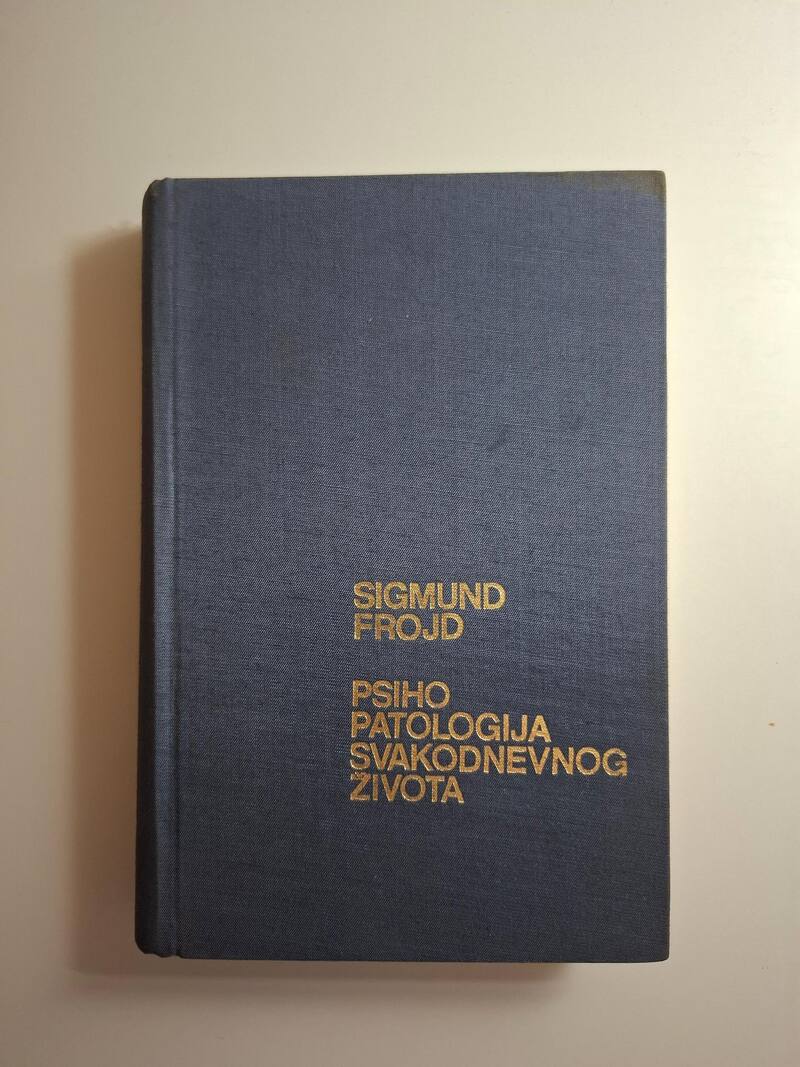 SIGMUND
FROJD
PSIHO
PATOLOGIJA
SVAKODNEVNOG
ŽIVOTA